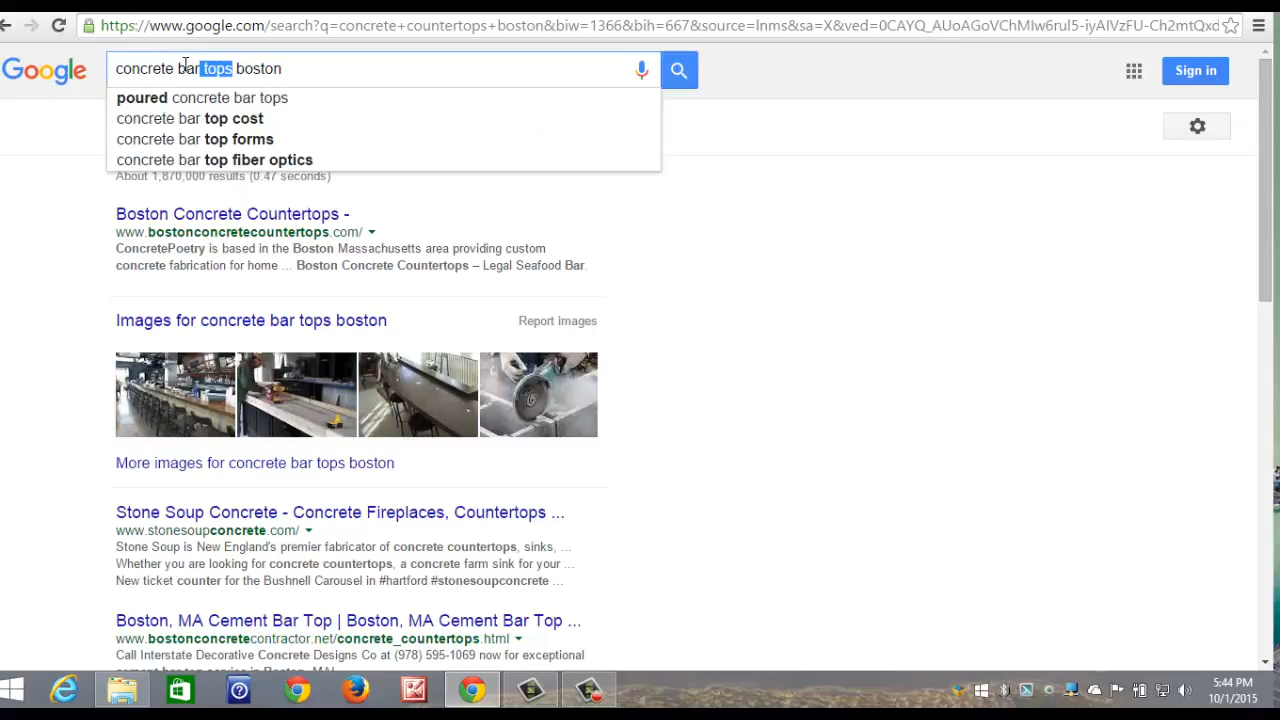 https://www.google.com/search?q=concrete+countertops+boston&biw=1366&bih=667&source=lnms&sa=X&ved=0CAYQ_AUoAGoVChMIw6rul5-iyAIVzFU-Ch2mtQxd
Google
concrete bar tops boston
Sign in
poured concrete bar tops
concrete bar top cost
concrete bar top forms
concrete bar top fiber optics
About 1,870,000 results (0.47 seconds)
Boston Concrete Countertops -
www.bostonconcretecountertops.com/
ConcretePoetry is based in the Boston Massachusetts area providing custom
concrete fabrication for home ... Boston Concrete Countertops – Legal Seafood Bar.
Images for concrete bar tops boston
Report images
More images for concrete bar tops boston
Stone Soup Concrete - Concrete Fireplaces, Countertops ...
www.stonesoupconcrete.com/
Stone Soup is New England's premier fabricator of concrete countertops, sinks, ...
Whether you are looking for concrete countertops, a concrete farm sink for your ...
New ticket counter for the Bushnell Carousel in #hartford #stonesoupconcrete ...
Boston, MA Cement Bar Top | Boston, MA Cement Bar Top ...
www.bostonconcretecontractor.net/concrete_countertops.html
Call Interstate Decorative Concrete Designs Co at (978) 595-1069 now for exceptional
cement bar top service in Boston, MA!
5:44 PM
10/1/2015